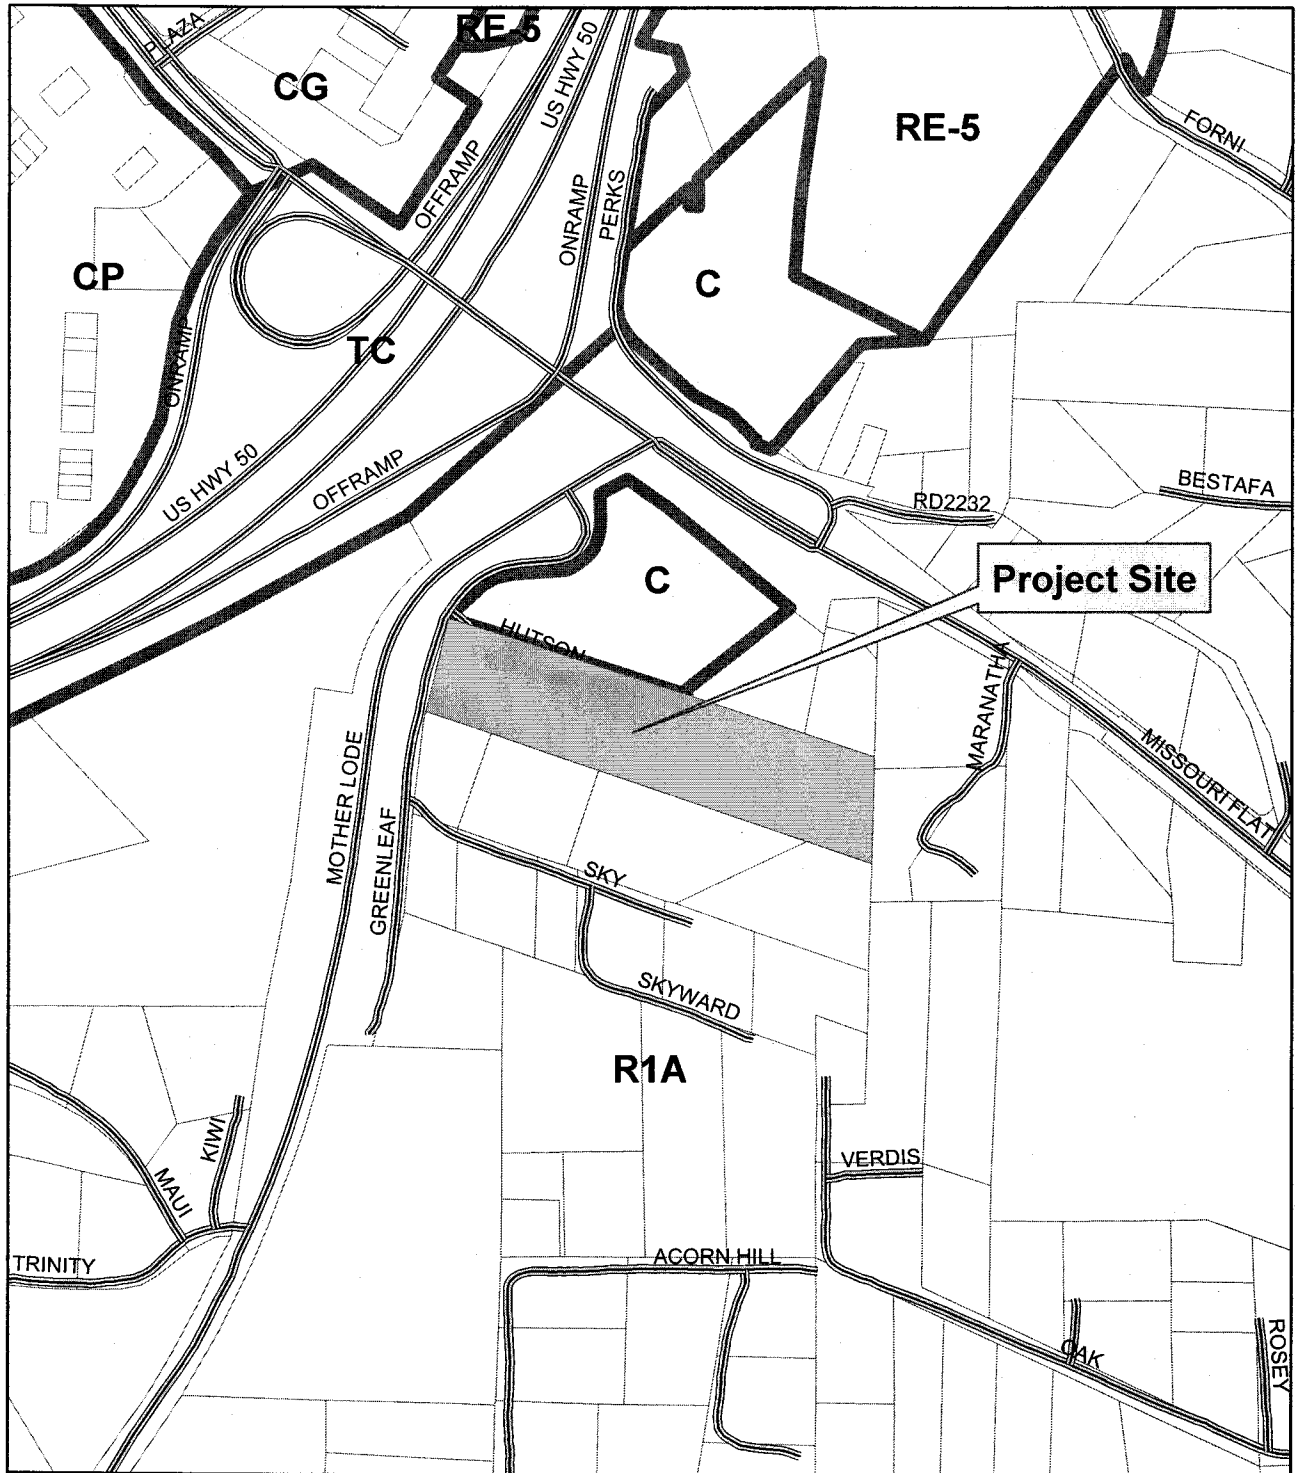 PLAZA
RE-5
CG
US HWY 50
RE-5
FORNI
OFFRAMP
ONRAMP
PERKS
CP
C
ONRAMP
TC
US HWY 50
OFFRAMP
BESTAFA
RD2232
Project Site
C
HUTSON
MARANATHA
MISSOURI FLAT
MOTHER LODE
GREENLEAF
SKY
SKYWARD
R1A
KIWI
MAUI
VERDIS
TRINITY
ACORN HILL
OAK
ROSEY